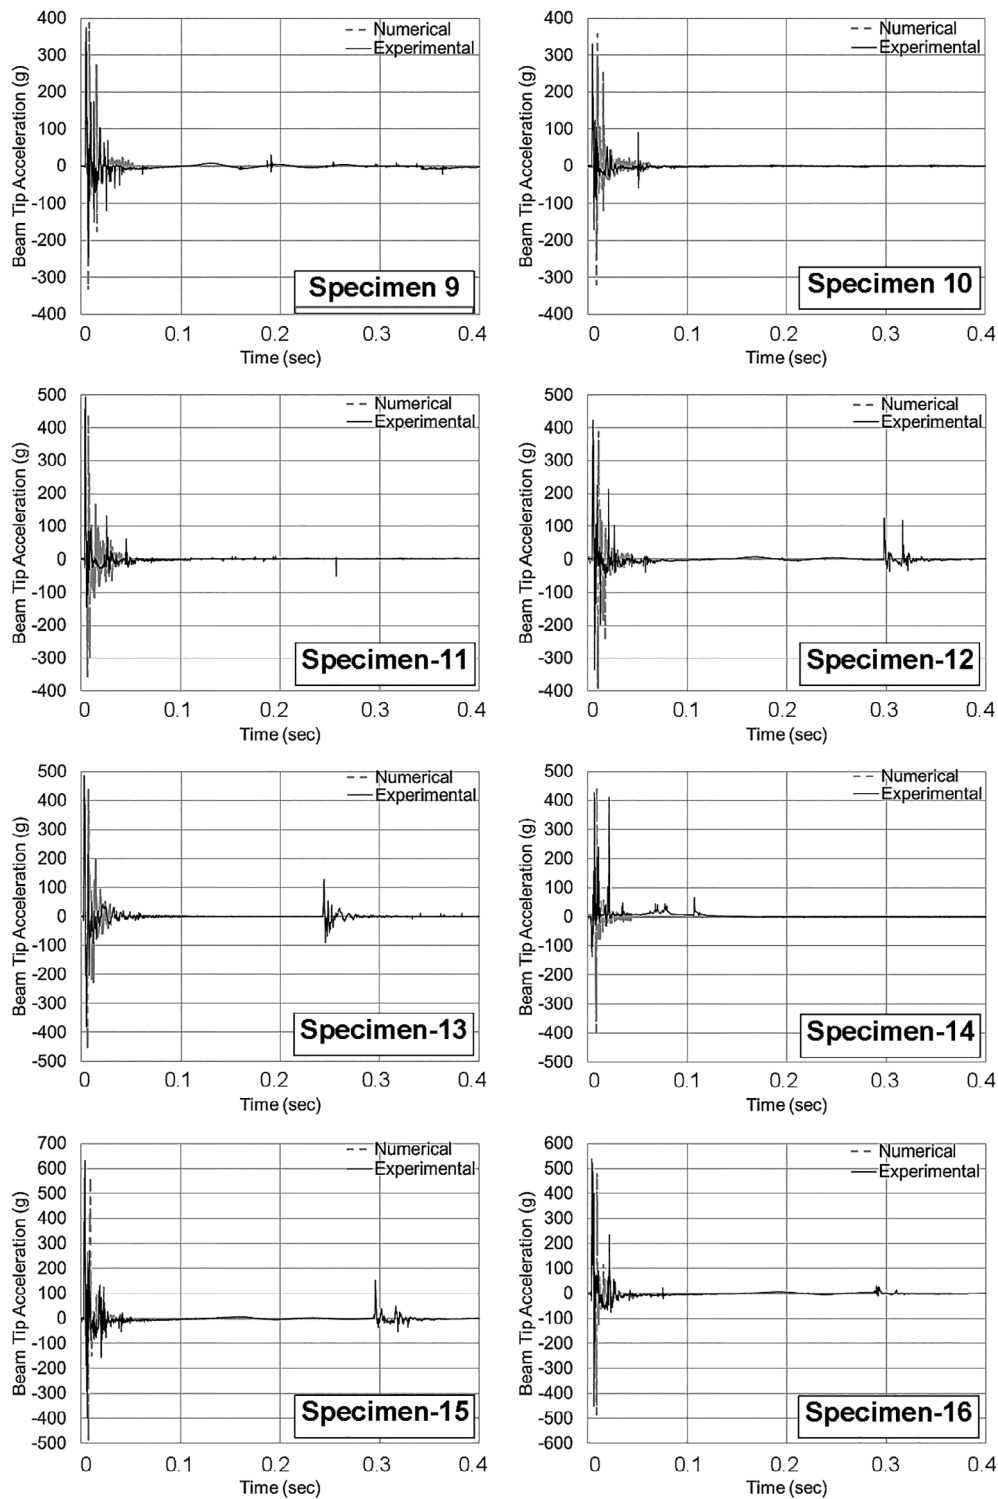 Beam Tip Acceleration (g)
400
300
200
100
0
-100
-200
-300
-400
Numerical
Experimental
Specimen 9
0 0.1 0.2 0.3 0.4
Time (sec)
Beam Tip Acceleration (g)
400
300
200
100
0
-100
-200
-300
-400
Numerical
Experimental
Specimen 10
0 0.1 0.2 0.3 0.4
Time (sec)
Beam Tip Acceleration (g)
500
400
300
200
100
0
-100
-200
-300
-400
Numerical
Experimental
Specimen-11
0 0.1 0.2 0.3 0.4
Time (sec)
Beam Tip Acceleration (g)
500
400
300
200
100
0
-100
-200
-300
-400
Numerical
Experimental
Specimen-12
0 0.1 0.2 0.3 0.4
Time (sec)
Beam Tip Acceleration (g)
500
400
300
200
100
0
-100
-200
-300
-400
-500
Numerical
Experimental
Specimen-13
0 0.1 0.2 0.3 0.4
Time (sec)
Beam Tip Acceleration (g)
500
400
300
200
100
0
-100
-200
-300
-400
-500
Numerical
Experimental
Specimen-14
0 0.1 0.2 0.3 0.4
Time (sec)
Beam Tip Acceleration (g)
700
600
500
400
300
200
100
0
-100
-200
-300
-400
-500
Numerical
Experimental
Specimen-15
0 0.1 0.2 0.3 0.4
Time (sec)
Beam Tip Acceleration (g)
600
500
400
300
200
100
0
-100
-200
-300
-400
-500
-600
Numerical
Experimental
Specimen-16
0 0.1 0.2 0.3 0.4
Time (sec)